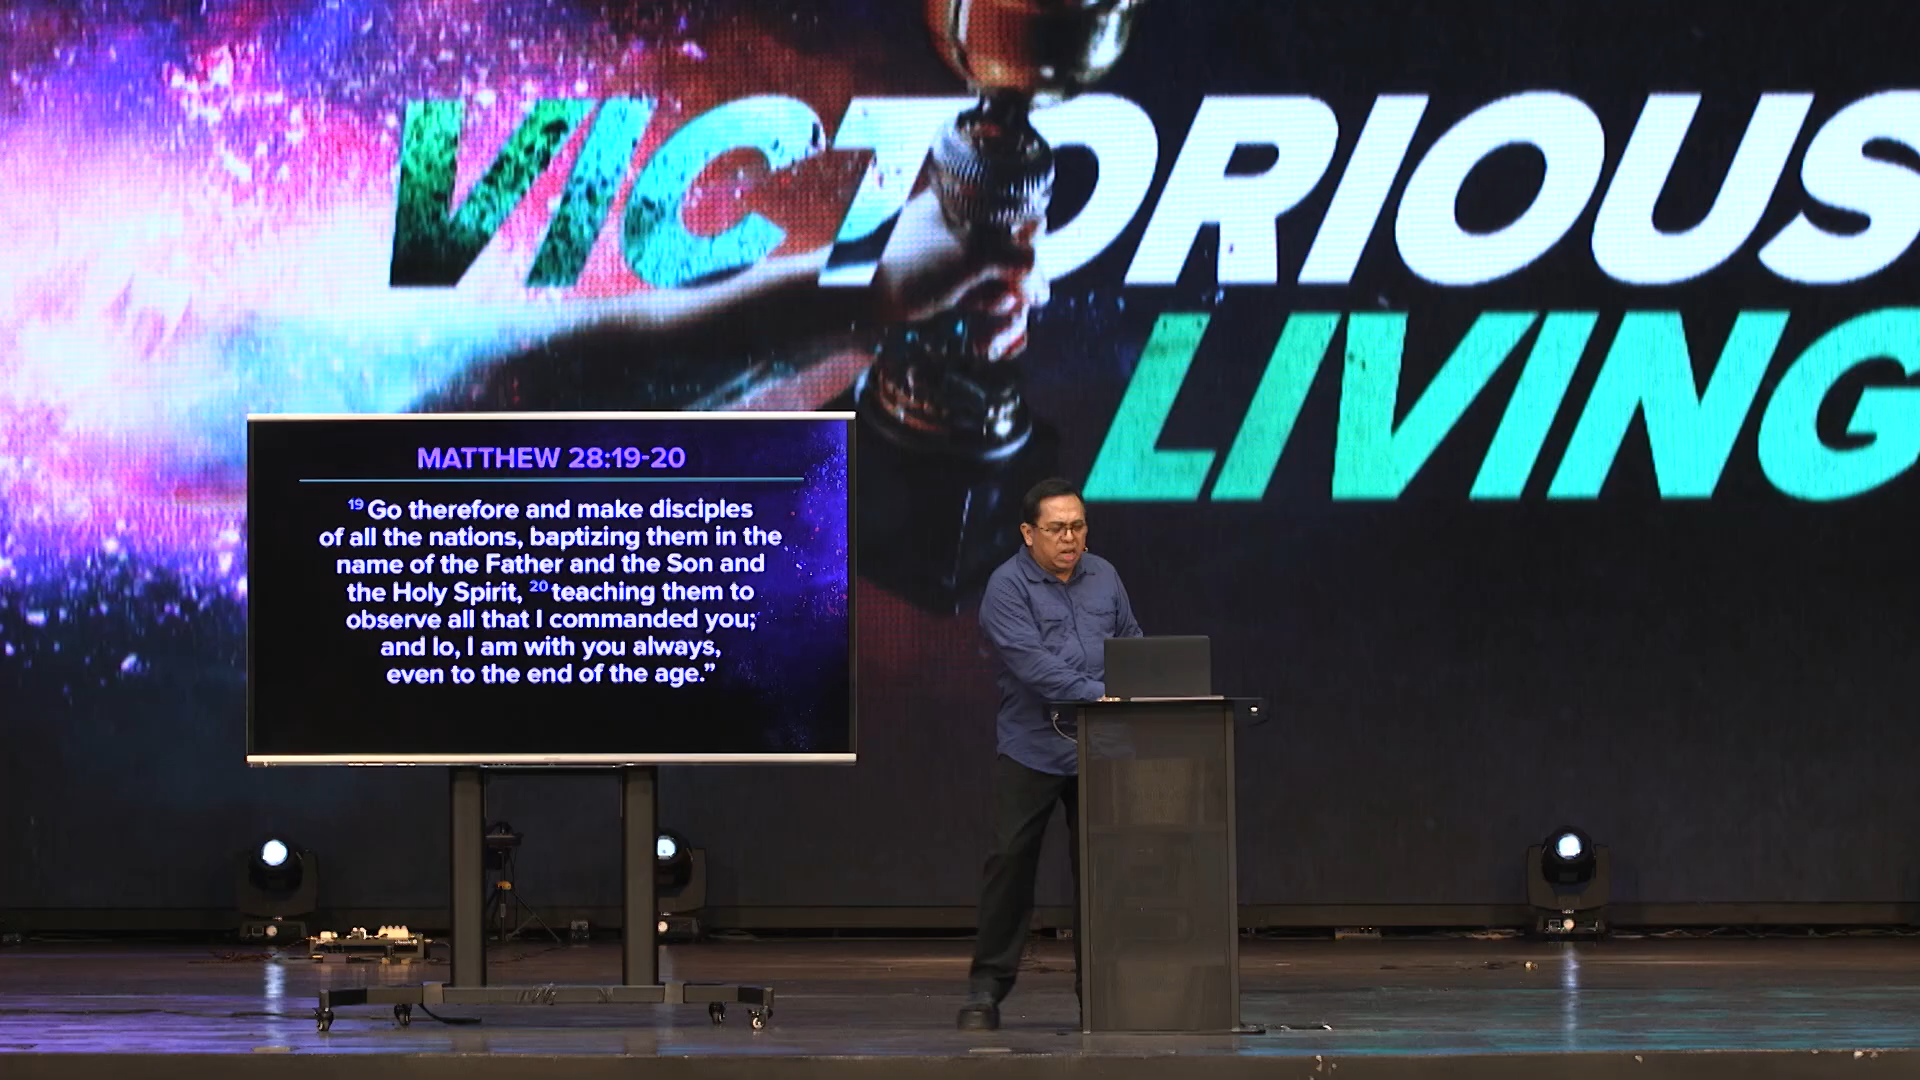 VICTORIOUS
LIVING
MATTHEW 28:19-20
19 Go therefore and make disciples
of all the nations, baptizing them in the
name of the Father and the Son and
the Holy Spirit, 20 teaching them to
observe all that I commanded you;
and lo, I am with you always,
even to the end of the age.”